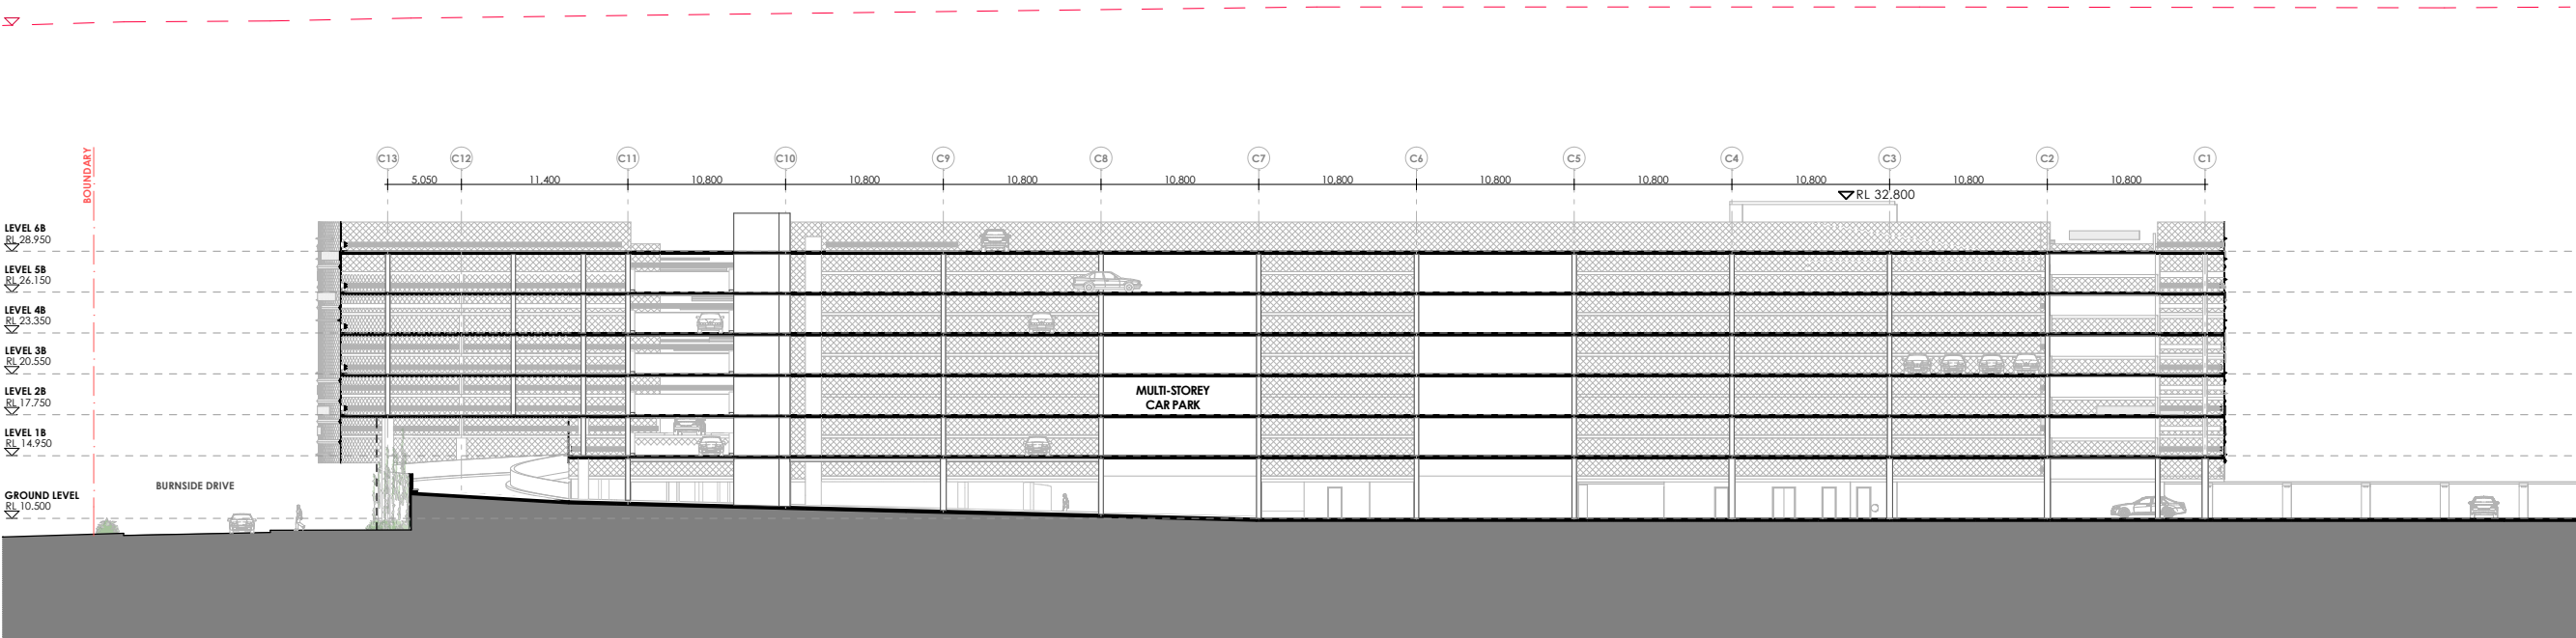 BOUNDARY
C13
C12
C11
C10
C9
C8
C7
C6
C5
C4
C3
C2
C1
5,050
11,400
10,800
10,800
10,800
10,800
10,800
10,800
10,800
10,800
10,800
10,800
RL 32.800
LEVEL 6B
RL 28.950
LEVEL 5B
RL 26.150
LEVEL 4B
RL 23.350
LEVEL 3B
RL 20.550
LEVEL 2B
RL 17.750
MULTI-STOREY
CAR PARK
LEVEL 1B
RL 14.950
BURNSIDE DRIVE
GROUND LEVEL
RL 10.500